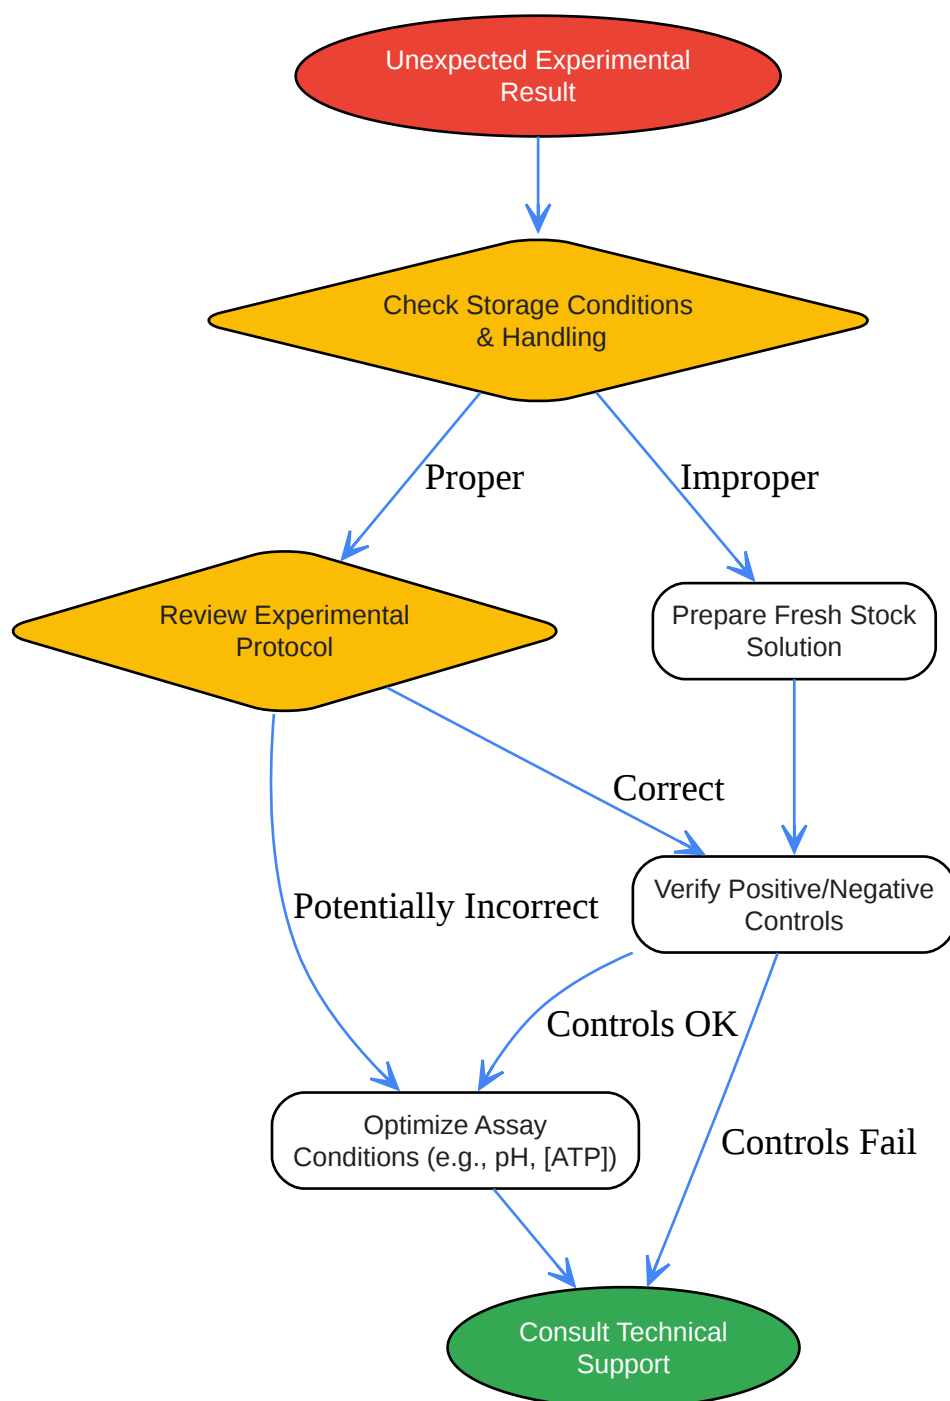 Unexpected Experimental
Result
Check Storage Conditions
& Handling
Proper
Improper
Review Experimental
Protocol
Prepare Fresh Stock
Solution
Correct
Potentially Incorrect
Verify Positive/Negative
Controls
Controls OK
Optimize Assay
Conditions (e.g., pH, [ATP])
Controls Fail
Consult Technical
Support